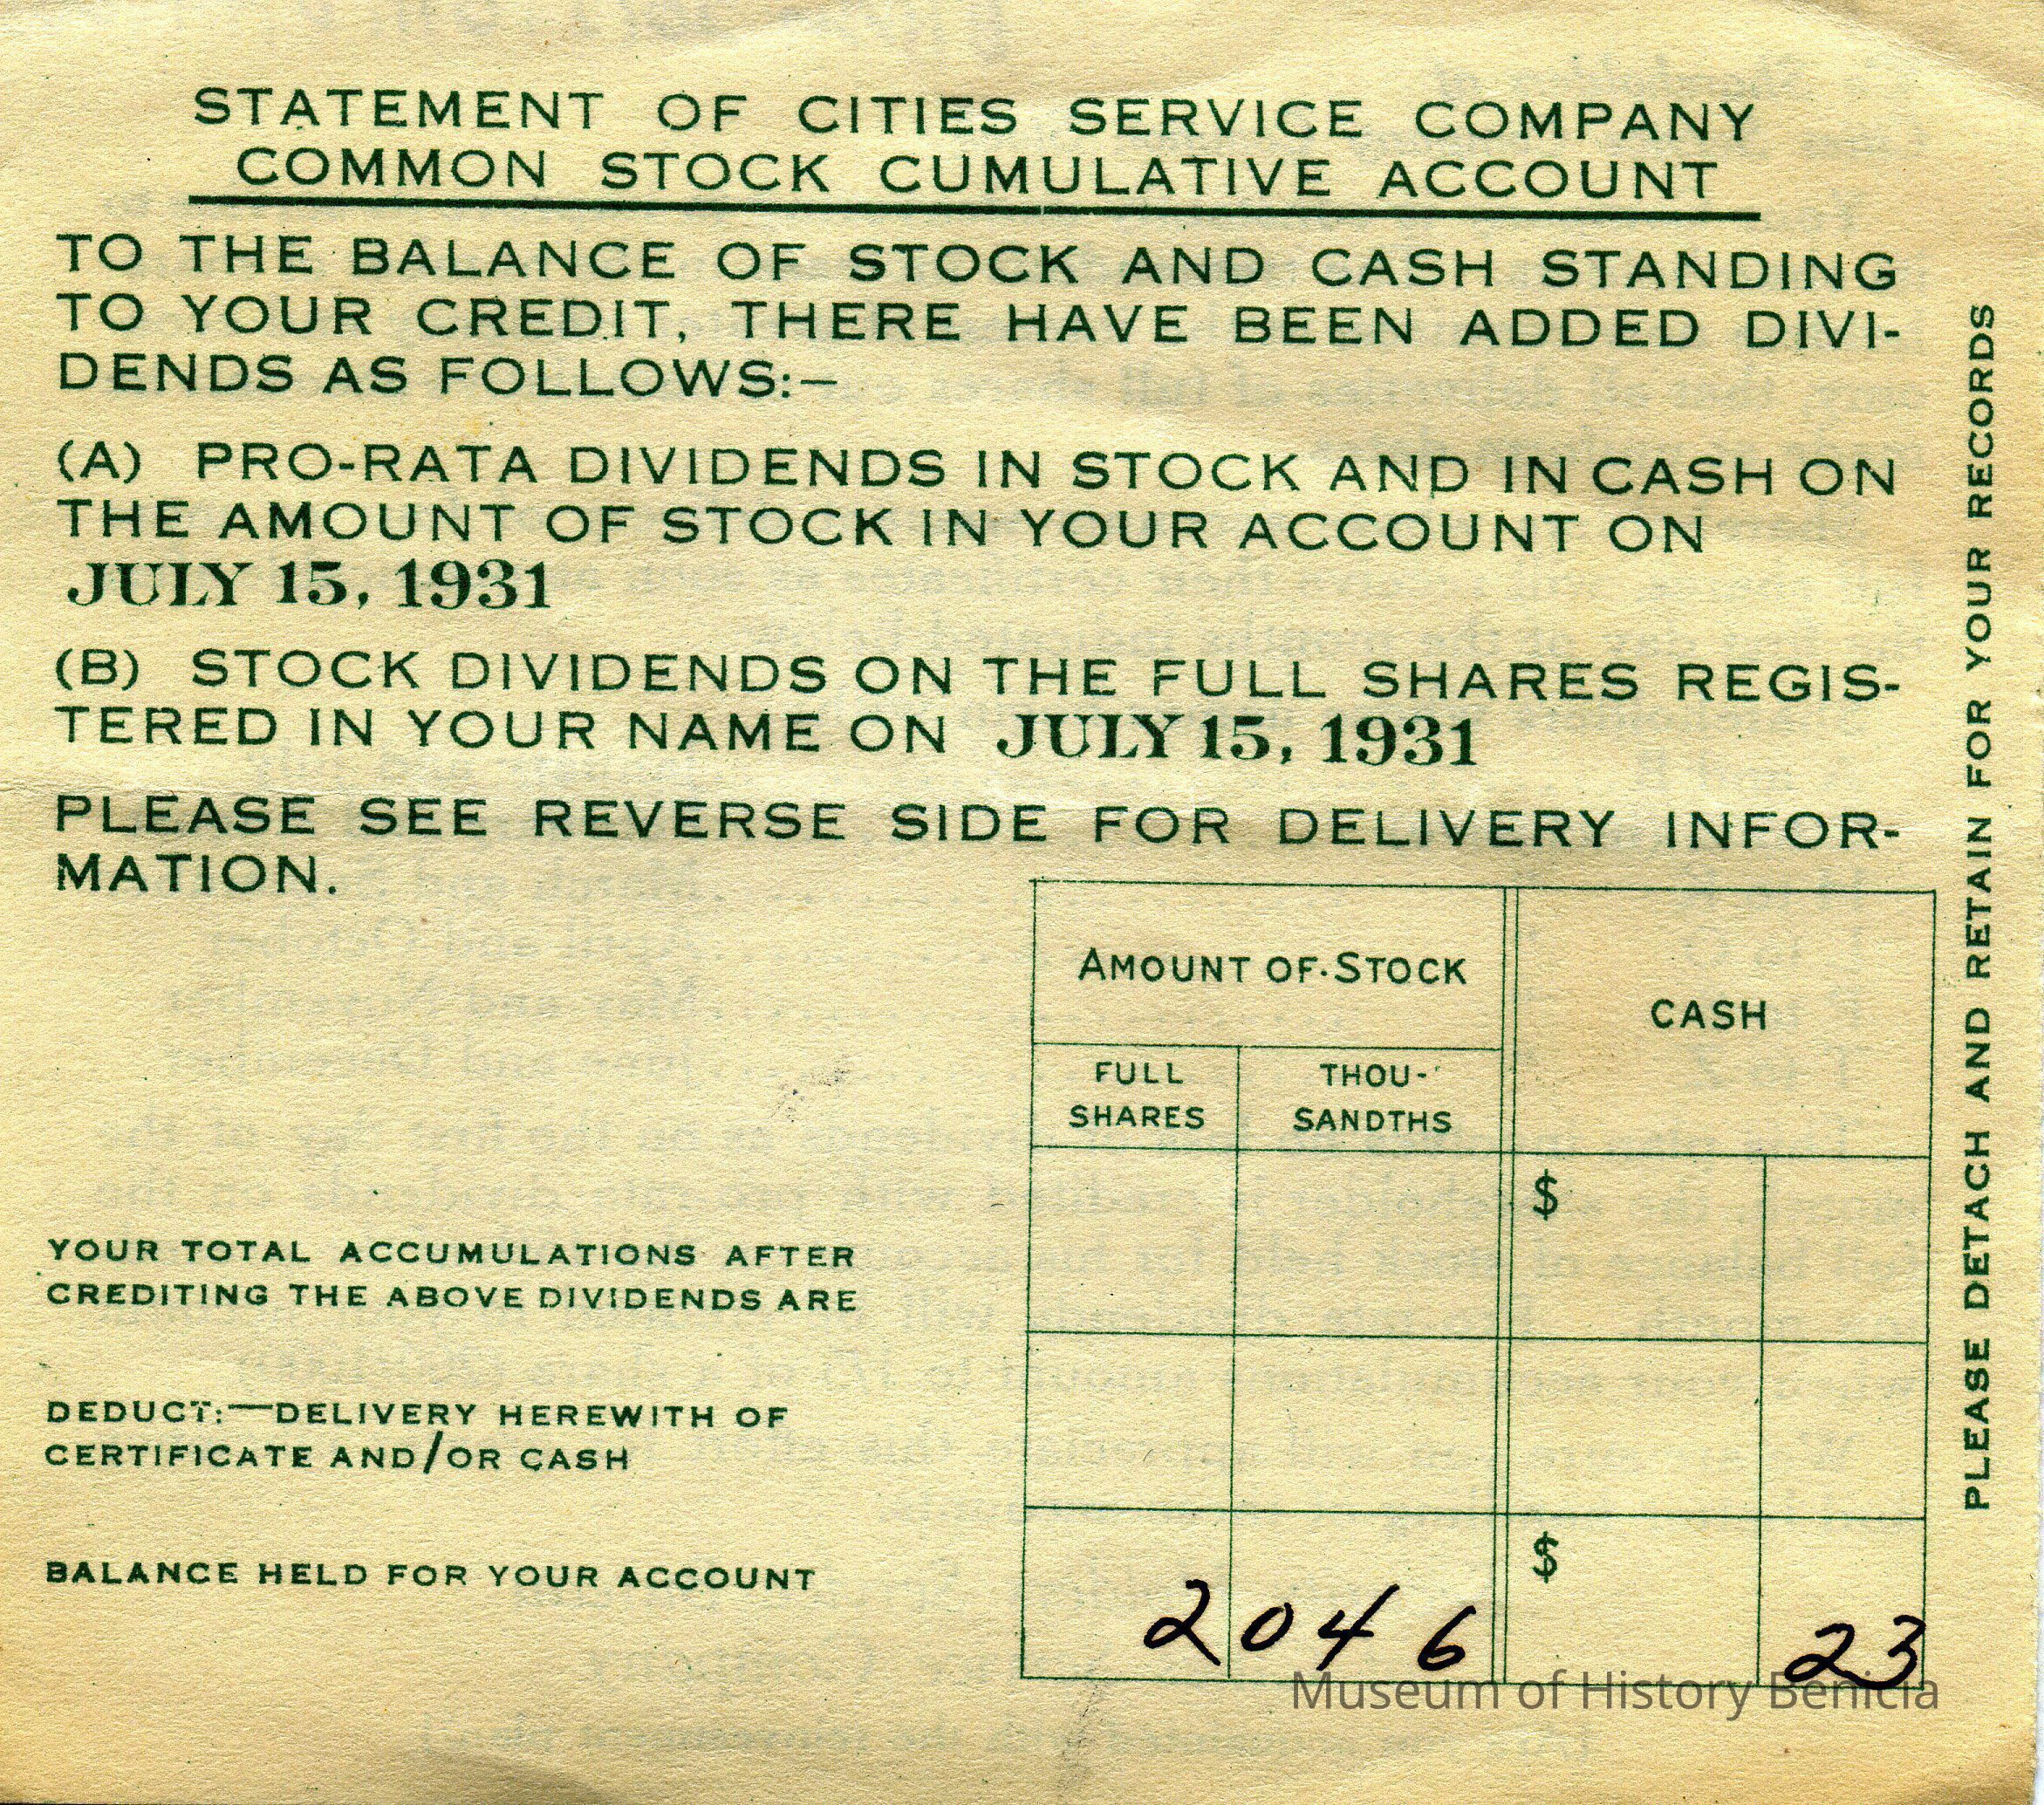 STATEMENT OF CITIES SERVICE COMPANY
COMMON STOCK CUMULATIVE ACCOUNT
TO THE BALANCE OF STOCK AND CASH STANDING
TO YOUR CREDIT, THERE HAVE BEEN ADDED DIVI-
DENDS AS FOLLOWS:—
(A) PRO-RATA DIVIDENDS IN STOCK AND IN CASH ON
THE AMOUNT OF STOCK IN YOUR ACCOUNT ON
JULY 15, 1931
(B) STOCK DIVIDENDS ON THE FULL SHARES REGIS-
TERED IN YOUR NAME ON JULY 15, 1931
PLEASE SEE REVERSE SIDE FOR DELIVERY INFOR-
MATION.
AMOUNT OF STOCK
CASH
FULL
SHARES
THOU-
SANDTHS
$
YOUR TOTAL ACCUMULATIONS AFTER
CREDITING THE ABOVE DIVIDENDS ARE
DEDUCT:—DELIVERY HEREWITH OF
CERTIFICATE AND/OR CASH
BALANCE HELD FOR YOUR ACCOUNT
2 046 $ 23
PLEASE DETACH AND RETAIN FOR YOUR RECORDS
Museum of History Benicia